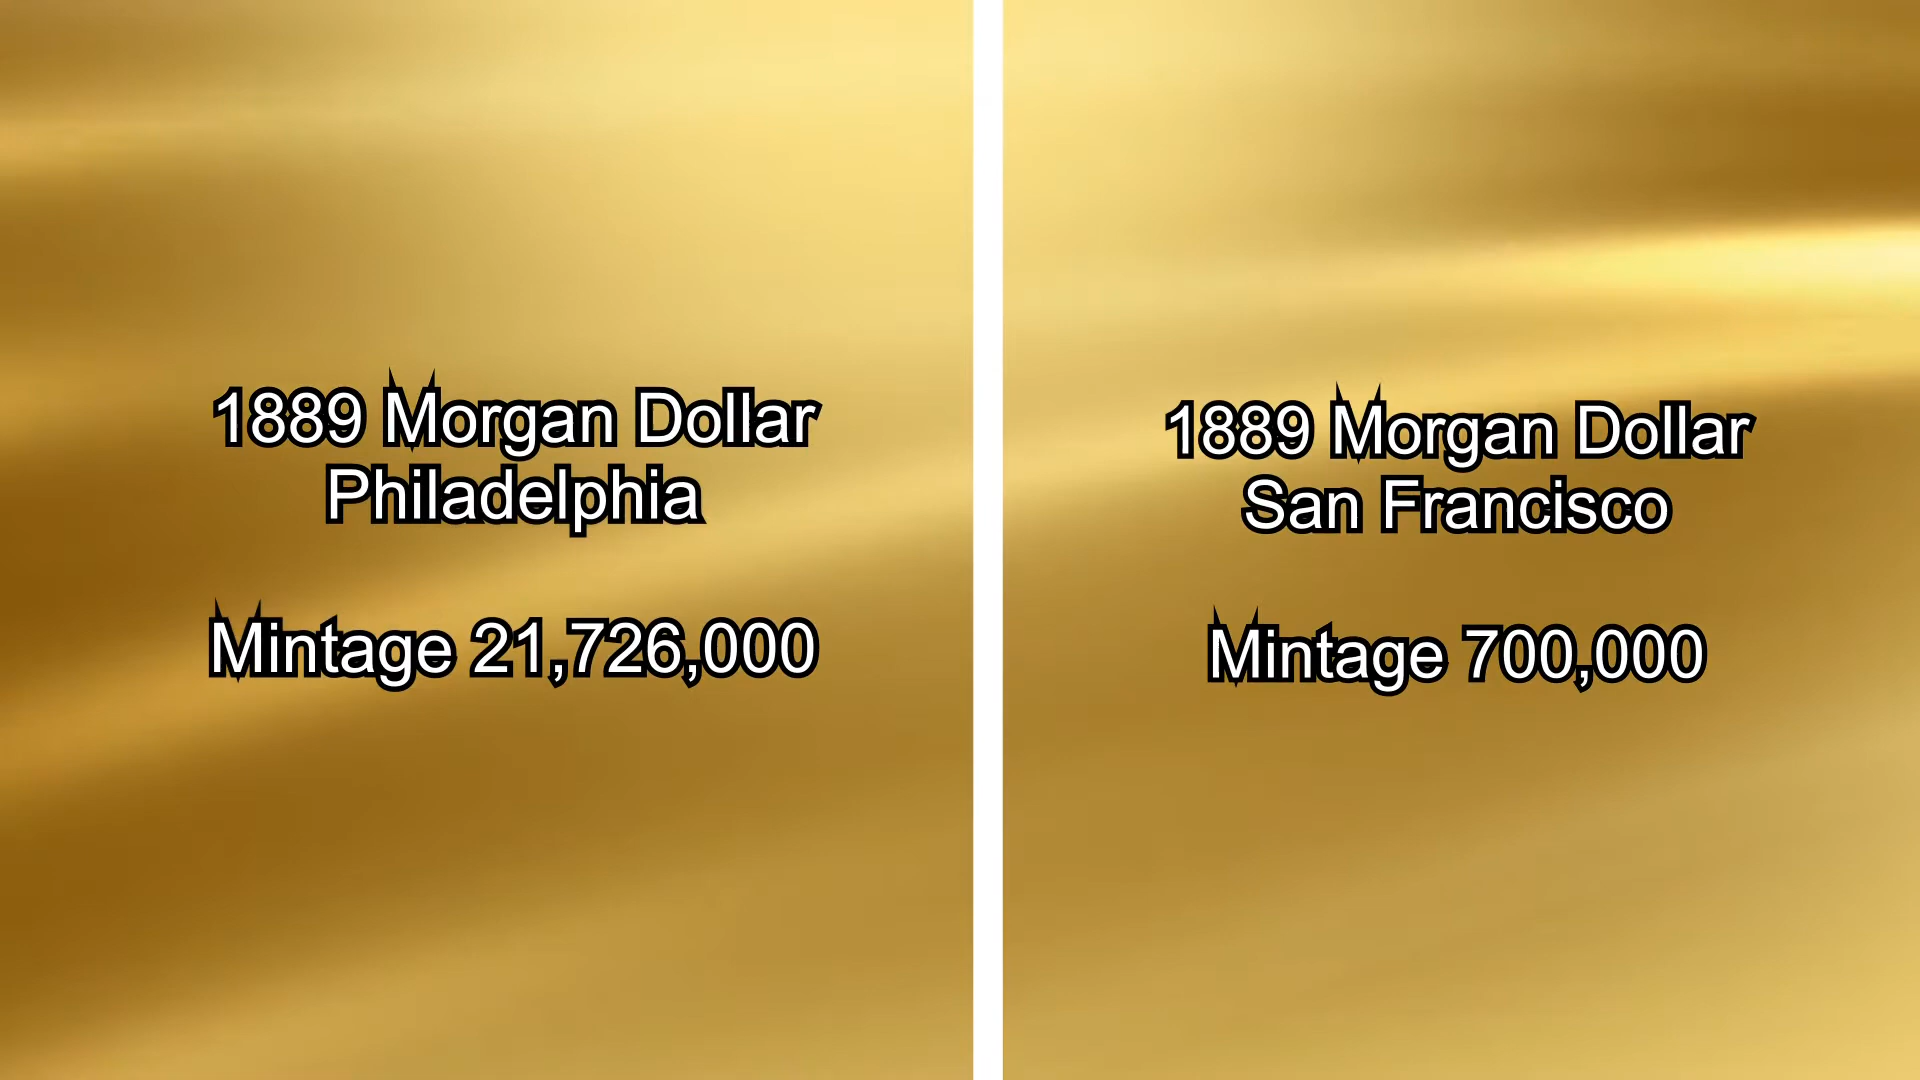 1889 Morgan Dollar
Philadelphia
Mintage 21,726,000
1889 Morgan Dollar
San Francisco
Mintage 700,000